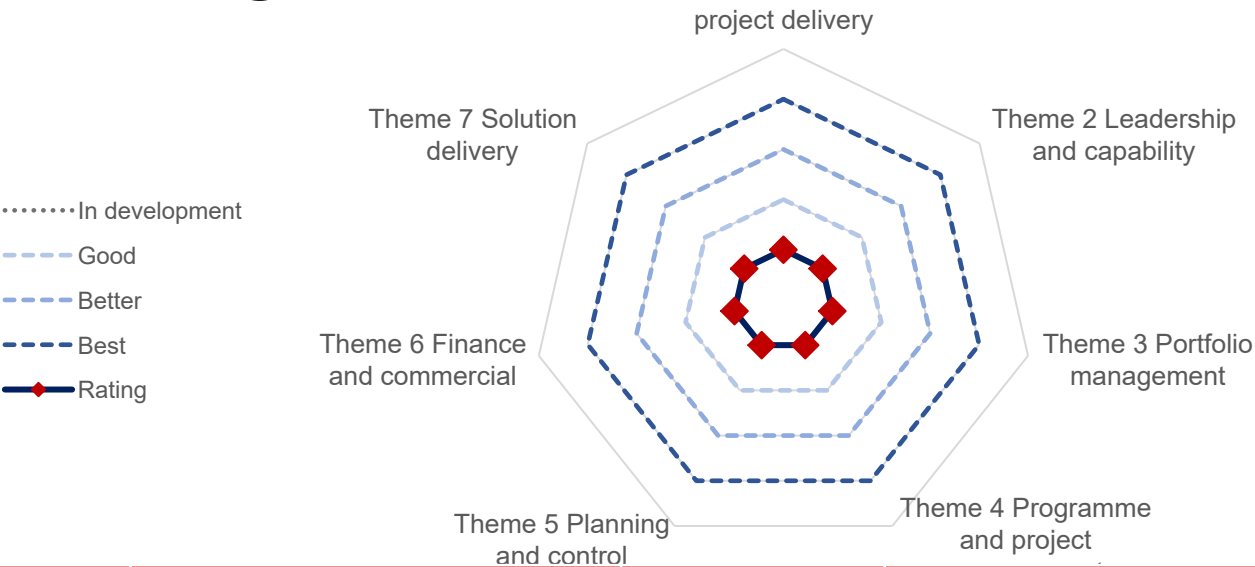 project delivery
Theme 7 Solution
delivery
Theme 2 Leadership
and capability
In development
Good
Better
Best
Rating
Theme 6 Finance
and commercial
Theme 3 Portfolio
management
Theme 5 Planning
and control
Theme 4 Programme
and project